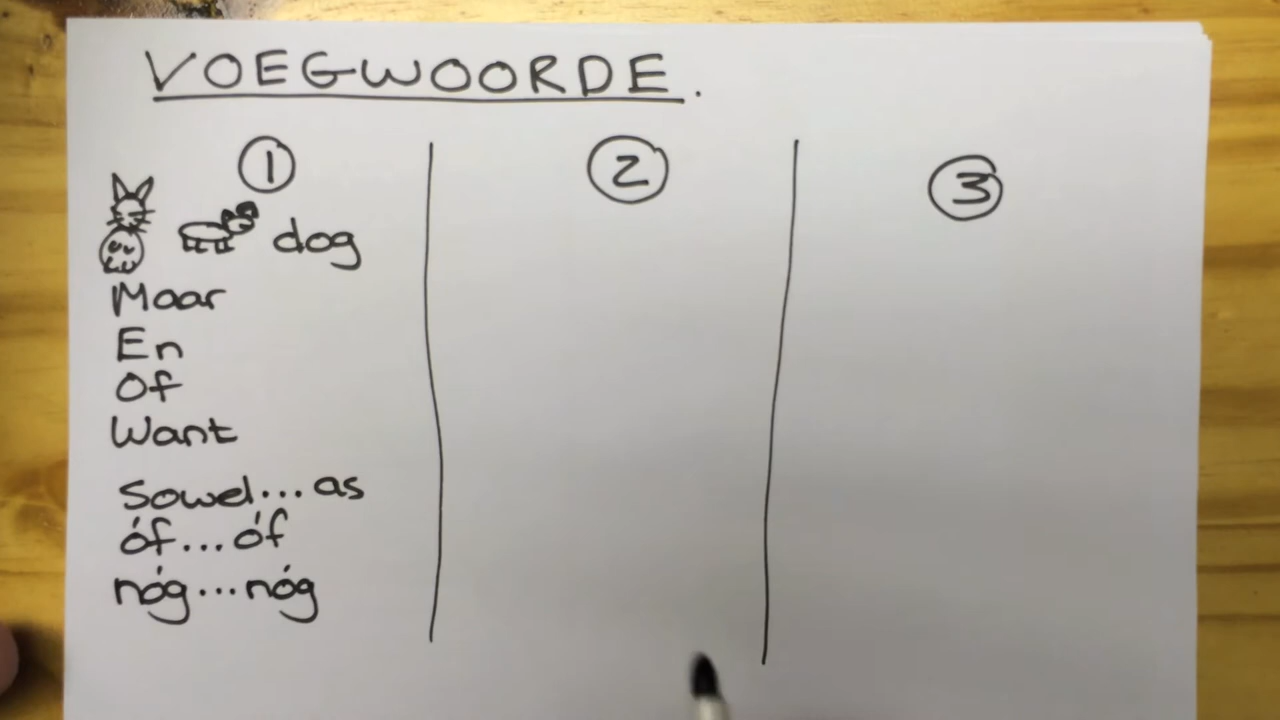 VOEGWOORDE.
1
2
3
dog
Maar
En
Of
Want
Sowel...as
óf...óf
nóg...nóg